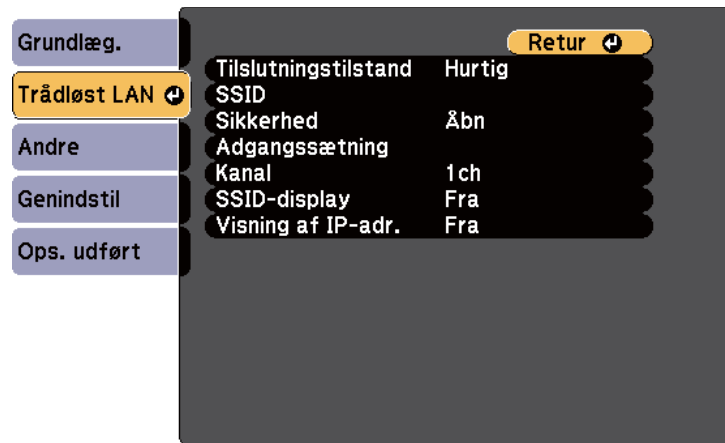 Grundlæg.
Trådløst LAN
Andre
Genindstil
Ops. udført
Retur
Tilslutningstilstand Hurtig
SSID
Sikkerhed Åbn
Adgangssætning
Kanal 1ch
SSID-display Fra
Visning af IP-adr. Fra